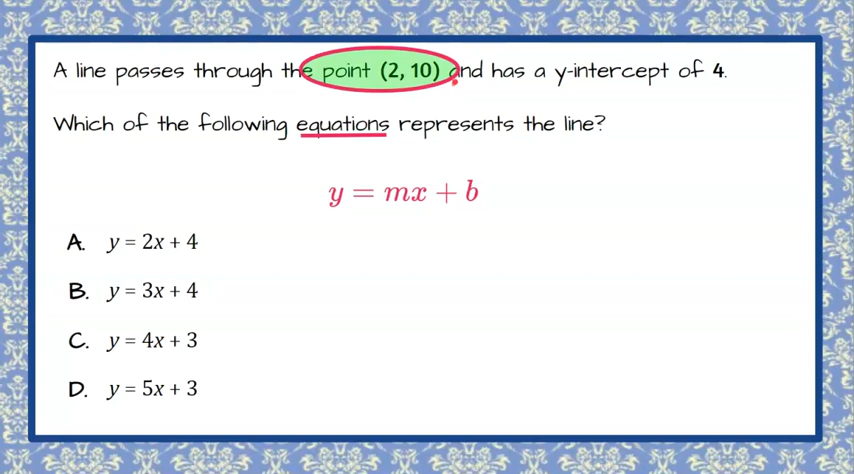 A line passes through the point (2, 10) and has a y-intercept of 4.
Which of the following equations represents the line?
y = mx + b
A. y = 2x + 4
B. y = 3x + 4
C. y = 4x + 3
D. y = 5x + 3